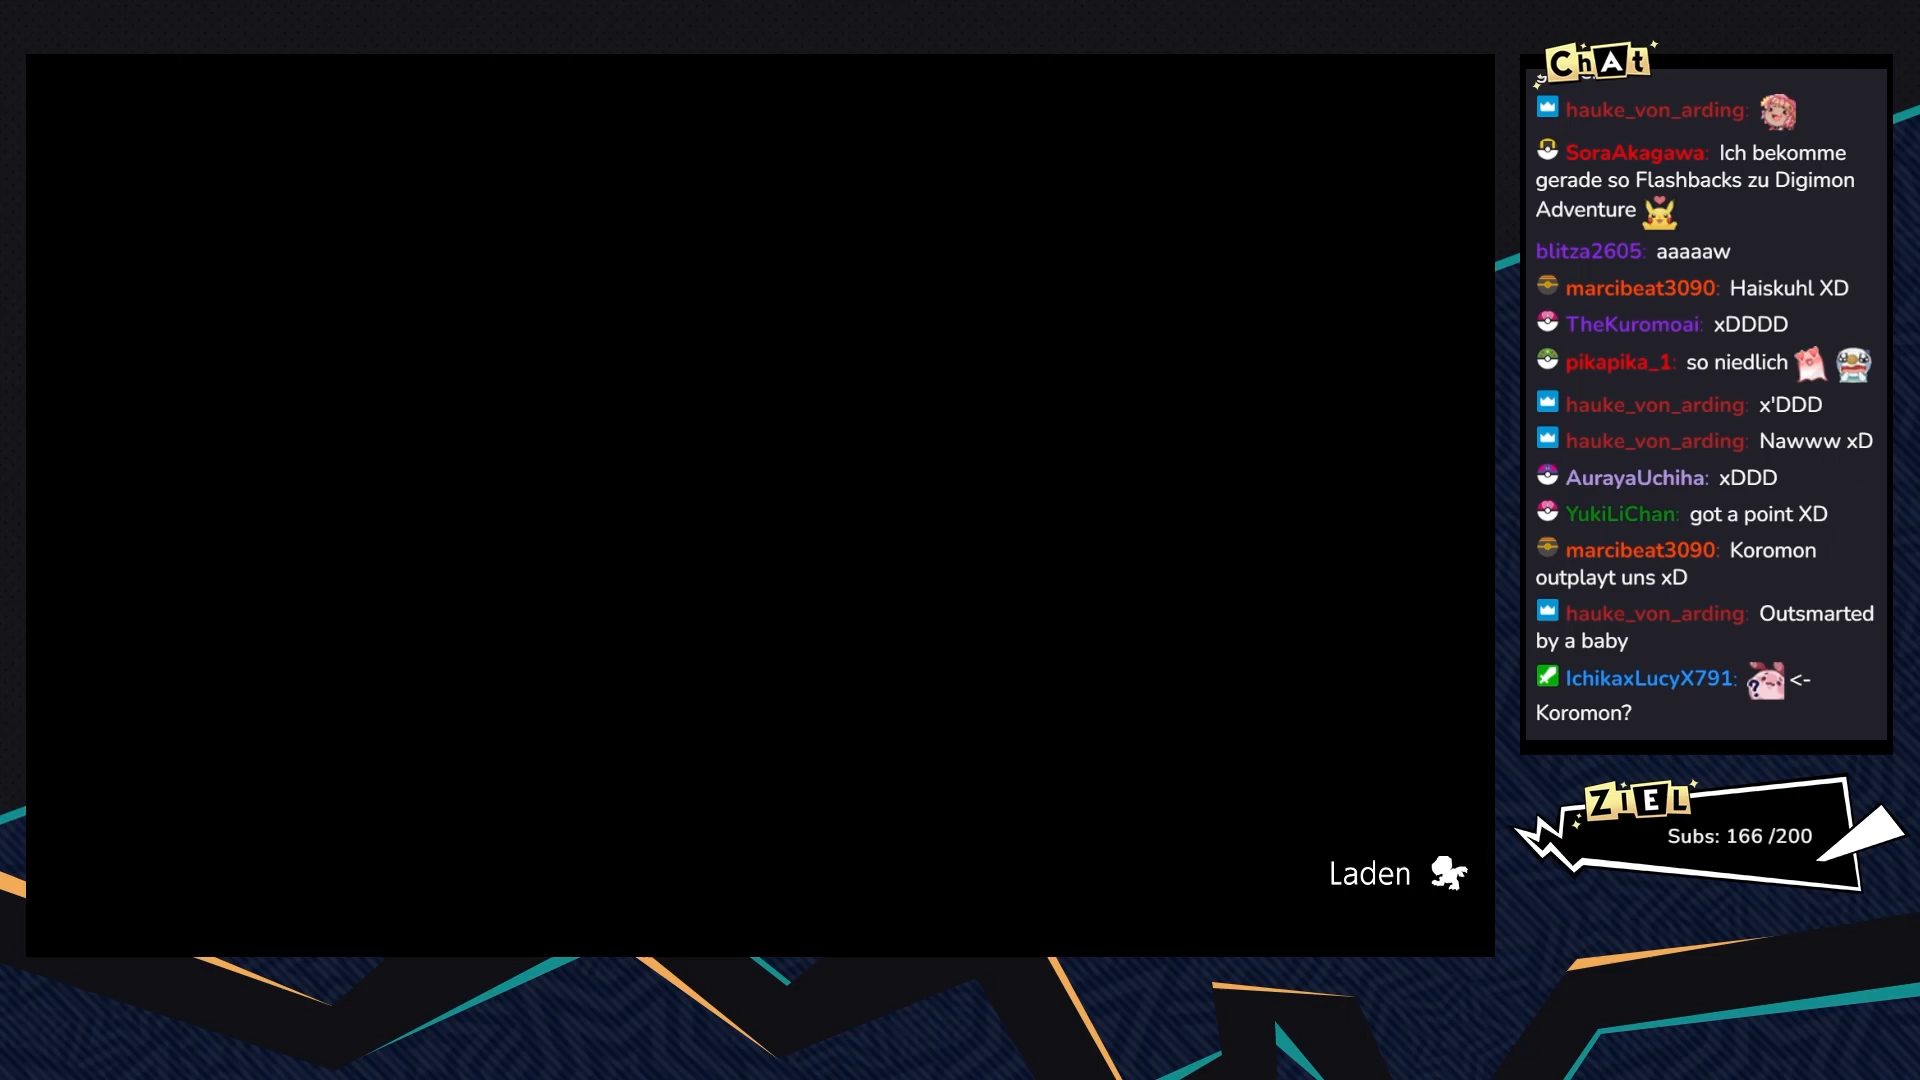 ChAt
hauke_von_arding:
SoraAkagawa: Ich bekomme
gerade so Flashbacks zu Digimon
Adventure
blitza2605: aaaaaw
marcibeat3090: Haiskuhl XD
TheKuromoai: xDDDD
pikapika_1: so niedlich
hauke_von_arding: x'DDD
hauke_von_arding: Nawww xD
AurayaUchiha: xDDD
YukiLiChan: got a point XD
marcibeat3090: Koromon
outplayt uns xD
hauke_von_arding: Outsmarted
by a baby
IchikaxLucyX791: ? <-
Koromon?
ZiEL
Subs: 166 /200
Laden